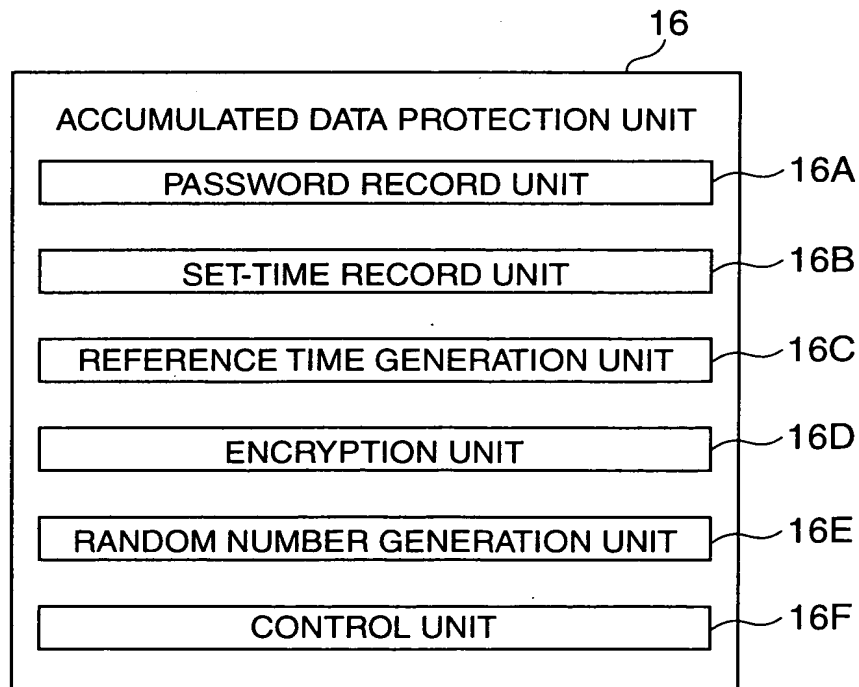 16
ACCUMULATED DATA PROTECTION UNIT
PASSWORD RECORD UNIT
16A
SET-TIME RECORD UNIT
16B
REFERENCE TIME GENERATION UNIT
16C
ENCRYPTION UNIT
16D
RANDOM NUMBER GENERATION UNIT
16E
CONTROL UNIT
16F